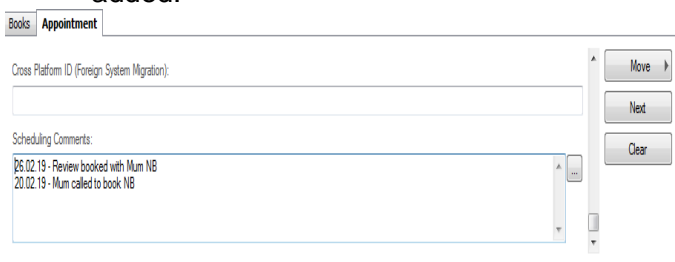 added.
Books Appointment
Cross Platform ID (Foreign System Migration):
Move
Next
Scheduling Comments:
Clear
26.02.19 - Review booked with Mum NB
...
20.02.19 - Mum called to book NB